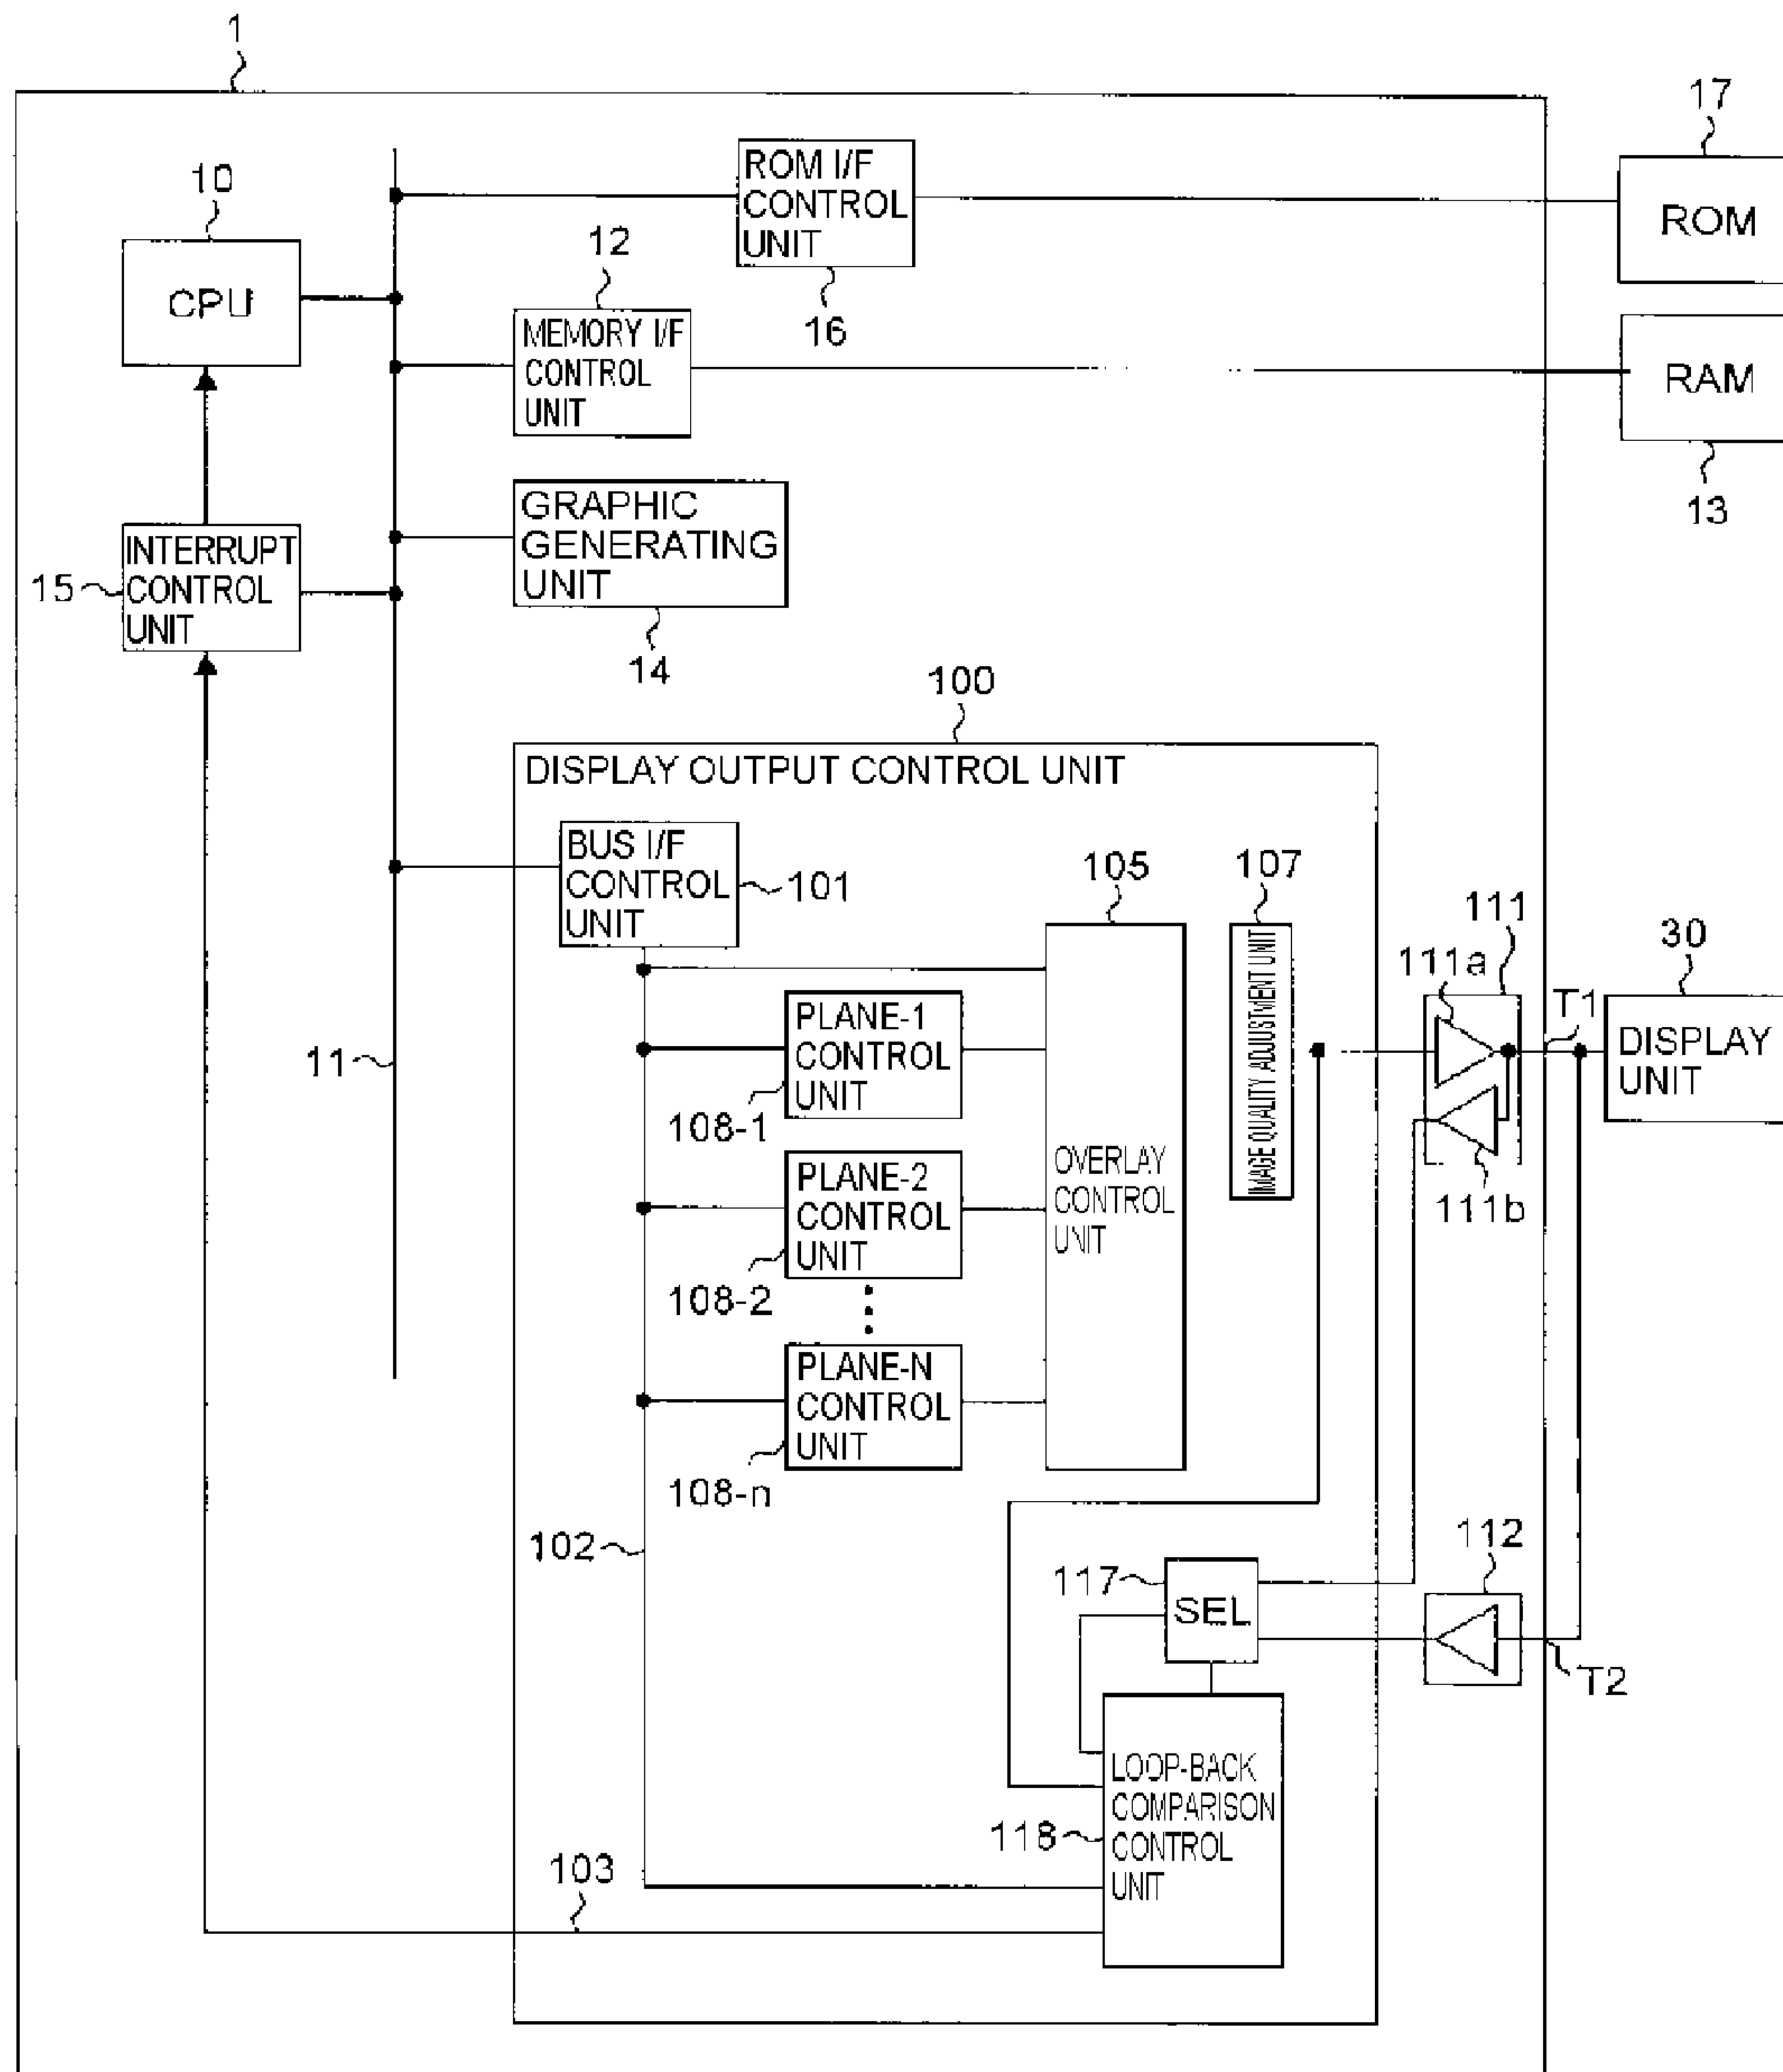 1
17
10
ROM I/F
CONTROL
UNIT
ROM
12
CPU
16
MEMORY I/F
CONTROL
UNIT
RAM
13
GRAPHIC
GENERATING
UNIT
INTERRUPT
CONTROL
UNIT
15
14
100
DISPLAY OUTPUT CONTROL UNIT
BUS I/F
CONTROL
UNIT
101
105
107
111
30
111a
T1
IMAGE QUALITY ADJUSTMENT UNIT
PLANE-1
CONTROL
UNIT
DISPLAY
UNIT
11
108-1
OVERLAY
CONTROL
UNIT
PLANE-2
CONTROL
UNIT
111b
108-2
PLANE-N
CONTROL
UNIT
108-n
102
112
117
SEL
T2
LOOP-BACK
COMPARISON
CONTROL
UNIT
118
103